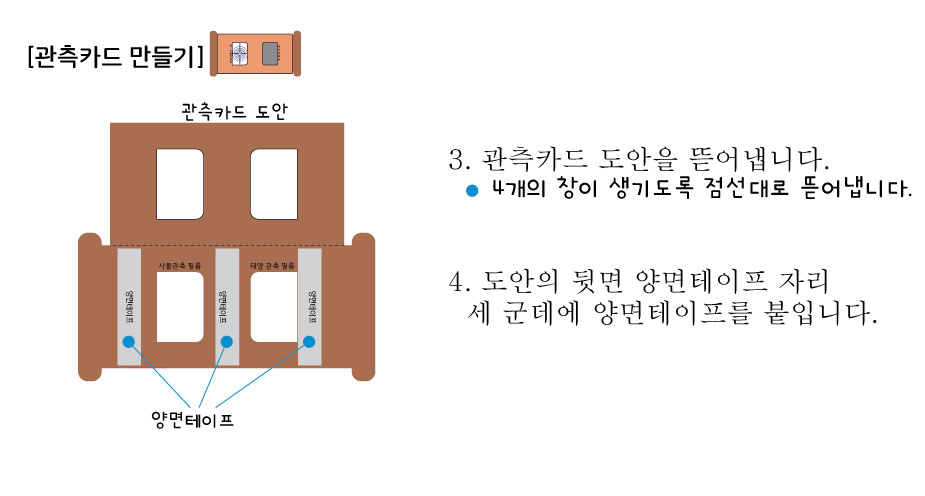 [관측카드 만들기]
관측카드 도안
3. 관측카드 도안을 뜯어냅니다.
● 4개의 창이 생기도록 점선대로 뜯어냅니다.
사물관측 필름
태양 관측 필름
양면테이프
양면테이프
양면테이프
4. 도안의 뒷면 양면테이프 자리
세 군데에 양면테이프를 붙입니다.
양면테이프